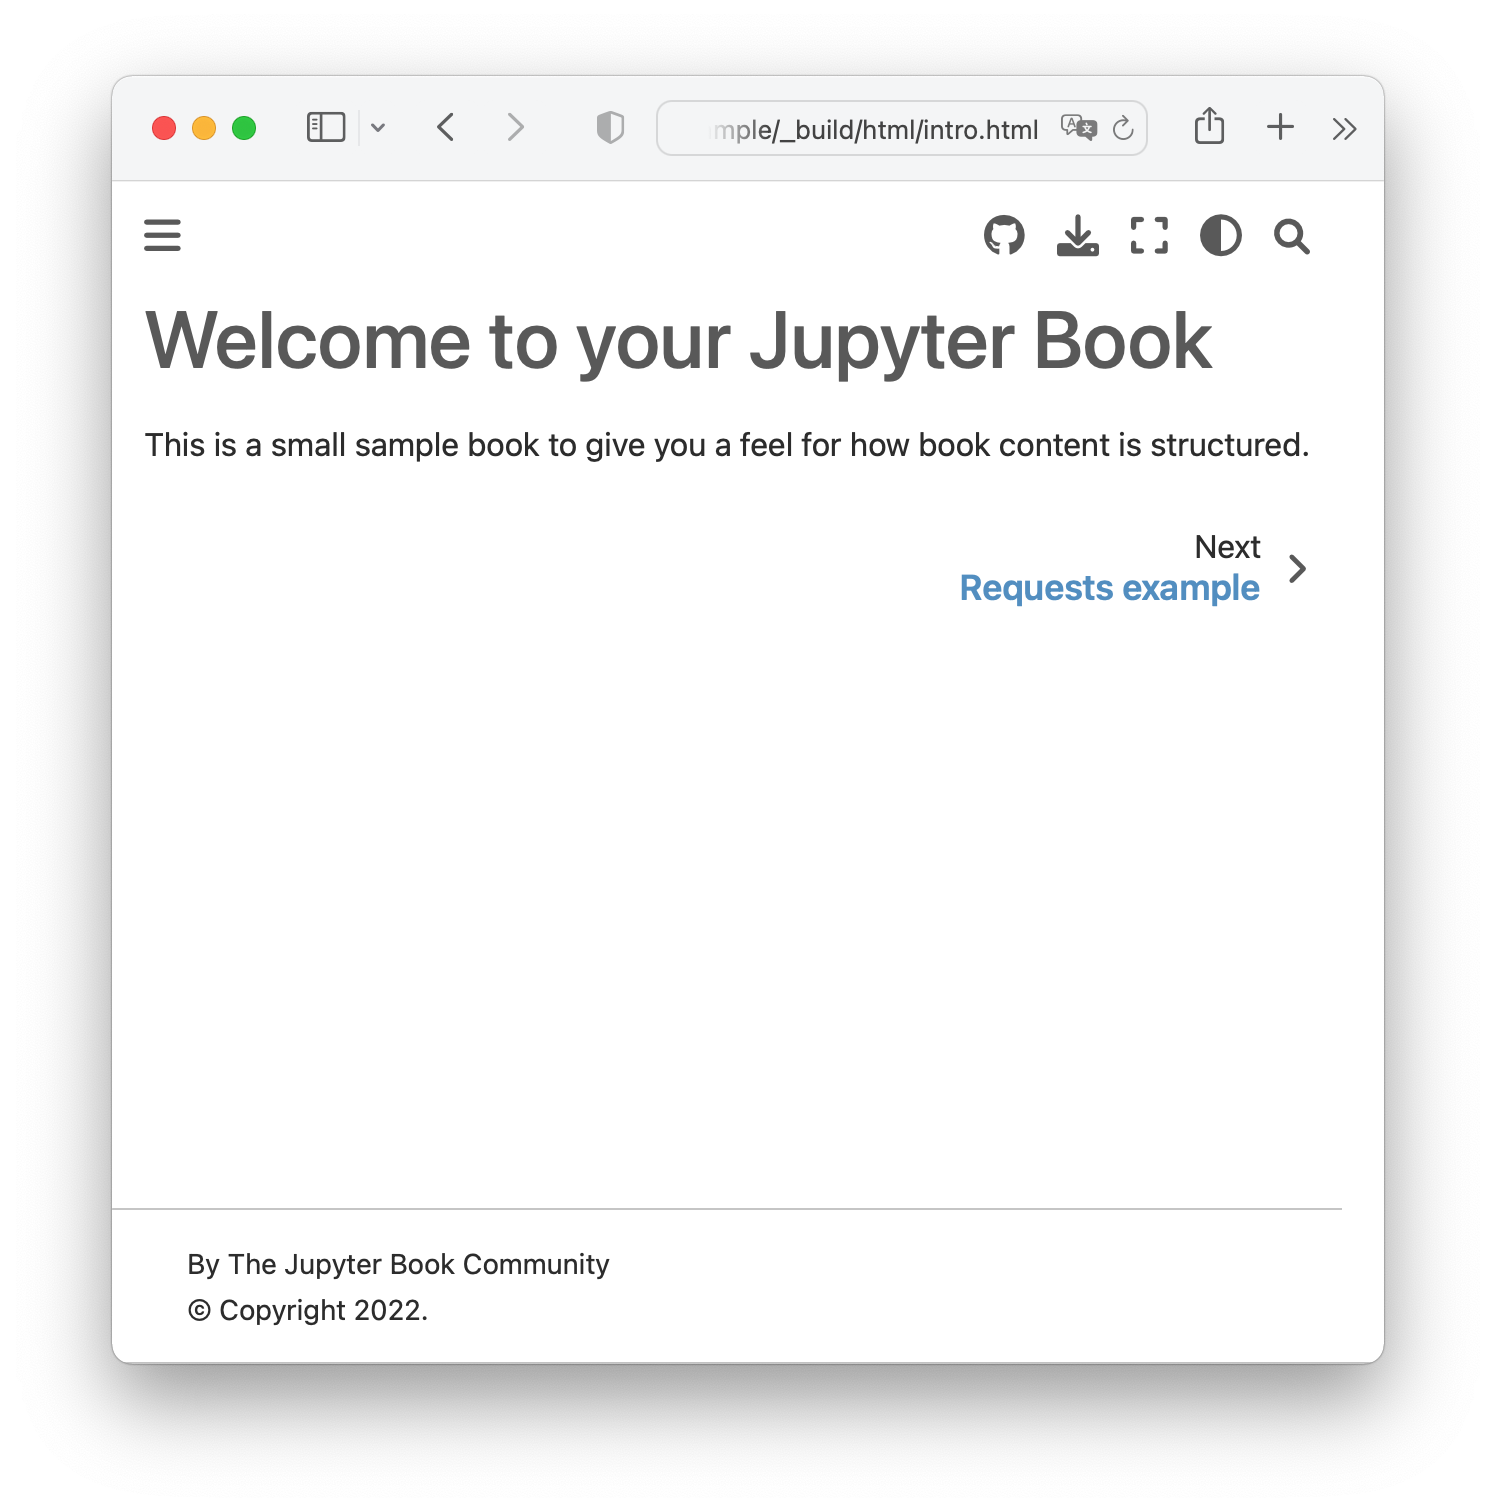 mple/_build/html/intro.html
Welcome to your Jupyter Book
This is a small sample book to give you a feel for how book content is structured.
Next
Requests example
By The Jupyter Book Community
© Copyright 2022.